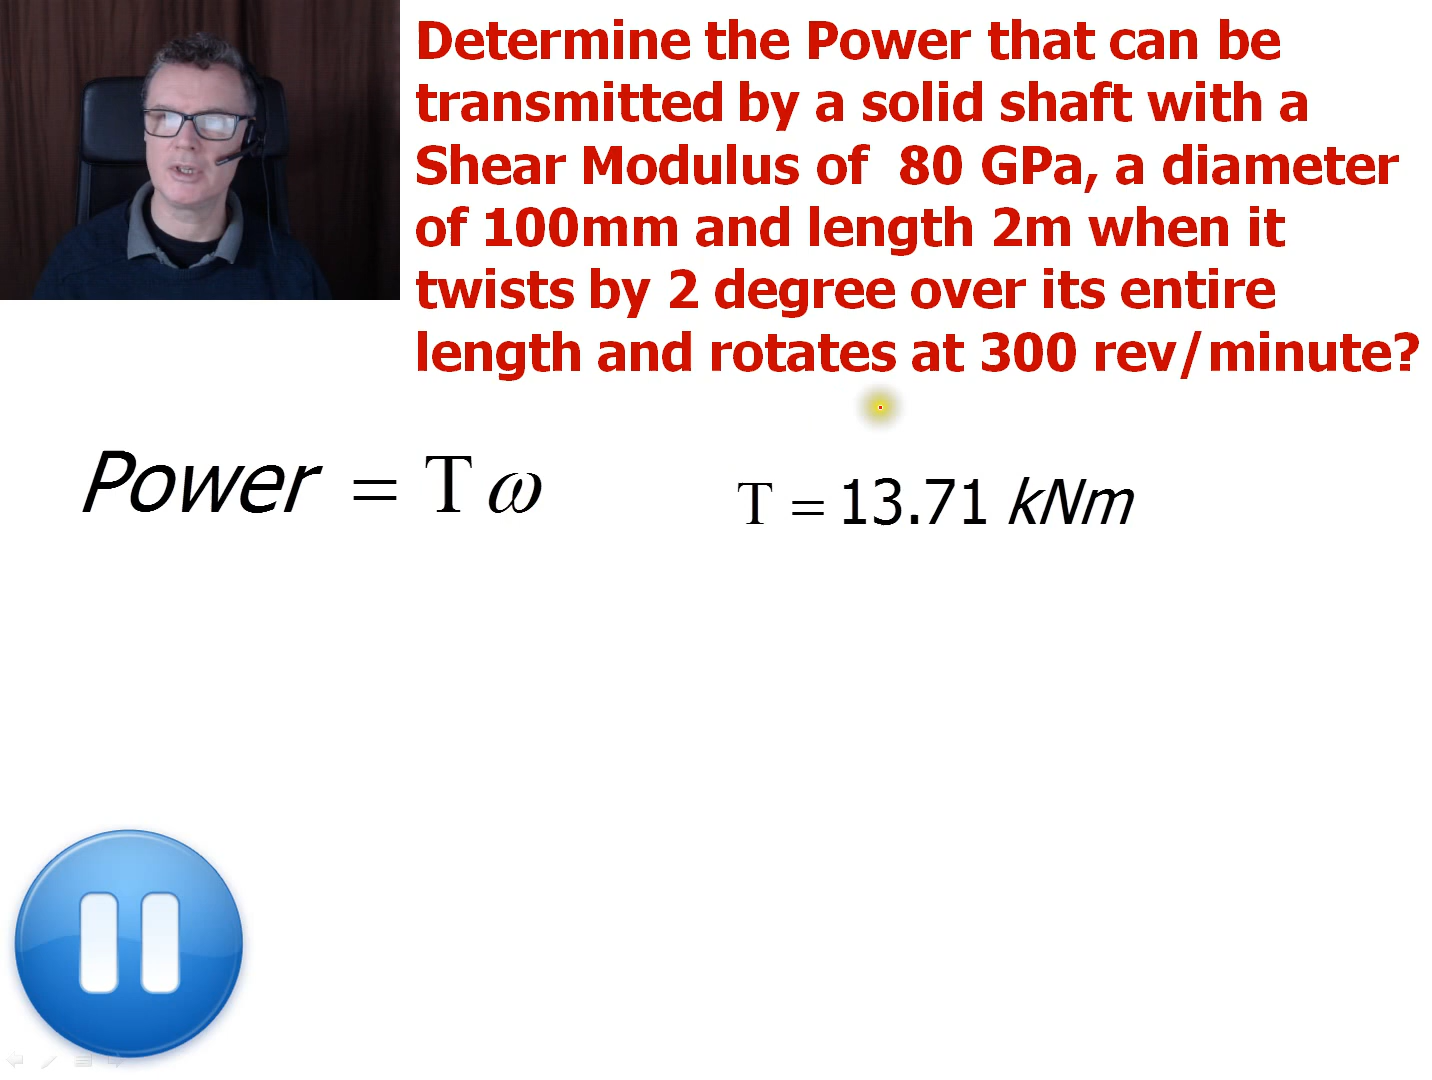 Determine the Power that can be
transmitted by a solid shaft with a
Shear Modulus of  80 GPa, a diameter
of 100mm and length 2m when it
twists by 2 degree over its entire
length and rotates at 300 rev/minute?
Power = T ω
T = 13.71 kNm